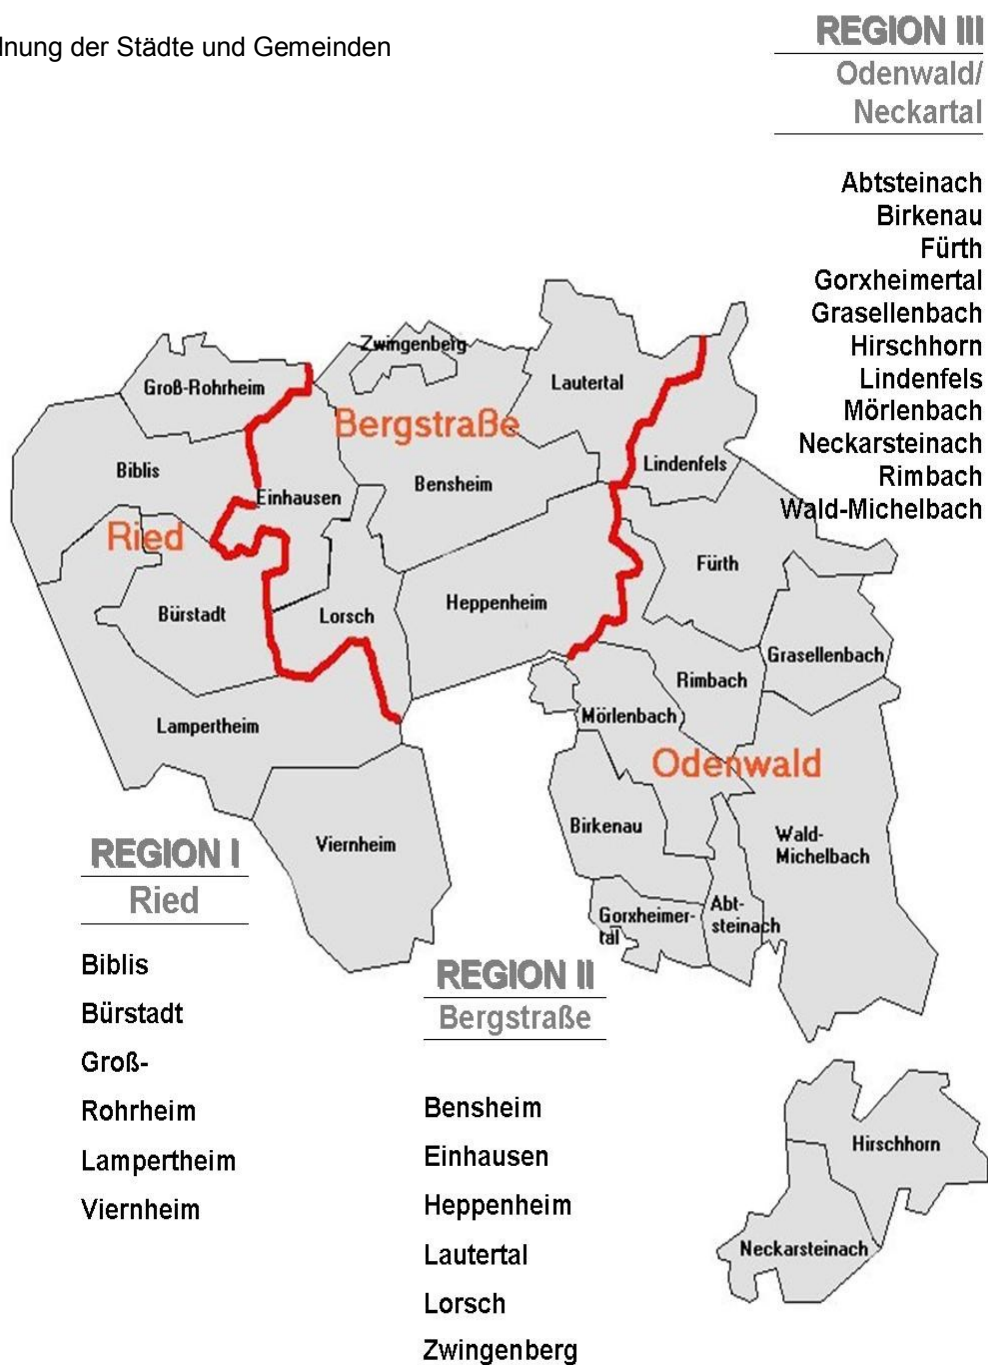 nung der Städte und Gemeinden
REGION III
Odenwald/
Neckartal
Abtsteinach
Birkenau
Fürth
Gorxheimertal
Grasellenbach
Hirschhorn
Lindenfels
Mörlenbach
Neckarsteinach
Rimbach
Wald-Michelbach
Zwingenberg
Groß-Rohrheim
Lautertal
Bergstraße
Biblis
Einhausen
Bensheim
Lindenfels
Ried
Fürth
Bürstadt
Lorsch
Heppenheim
Grasellenbach
Rimbach
Mörlenbach
Lampertheim
Odenwald
Birkenau
Viernheim
Wald-
Michelbach
Gorxheimer-
tal
Abt-
steinach
REGION I
Ried
Biblis
Bürstadt
Groß-
Rohrheim
Lampertheim
Viernheim
REGION II
Bergstraße
Bensheim
Einhausen
Heppenheim
Lautertal
Lorsch
Zwingenberg
Hirschhorn
Neckarsteinach